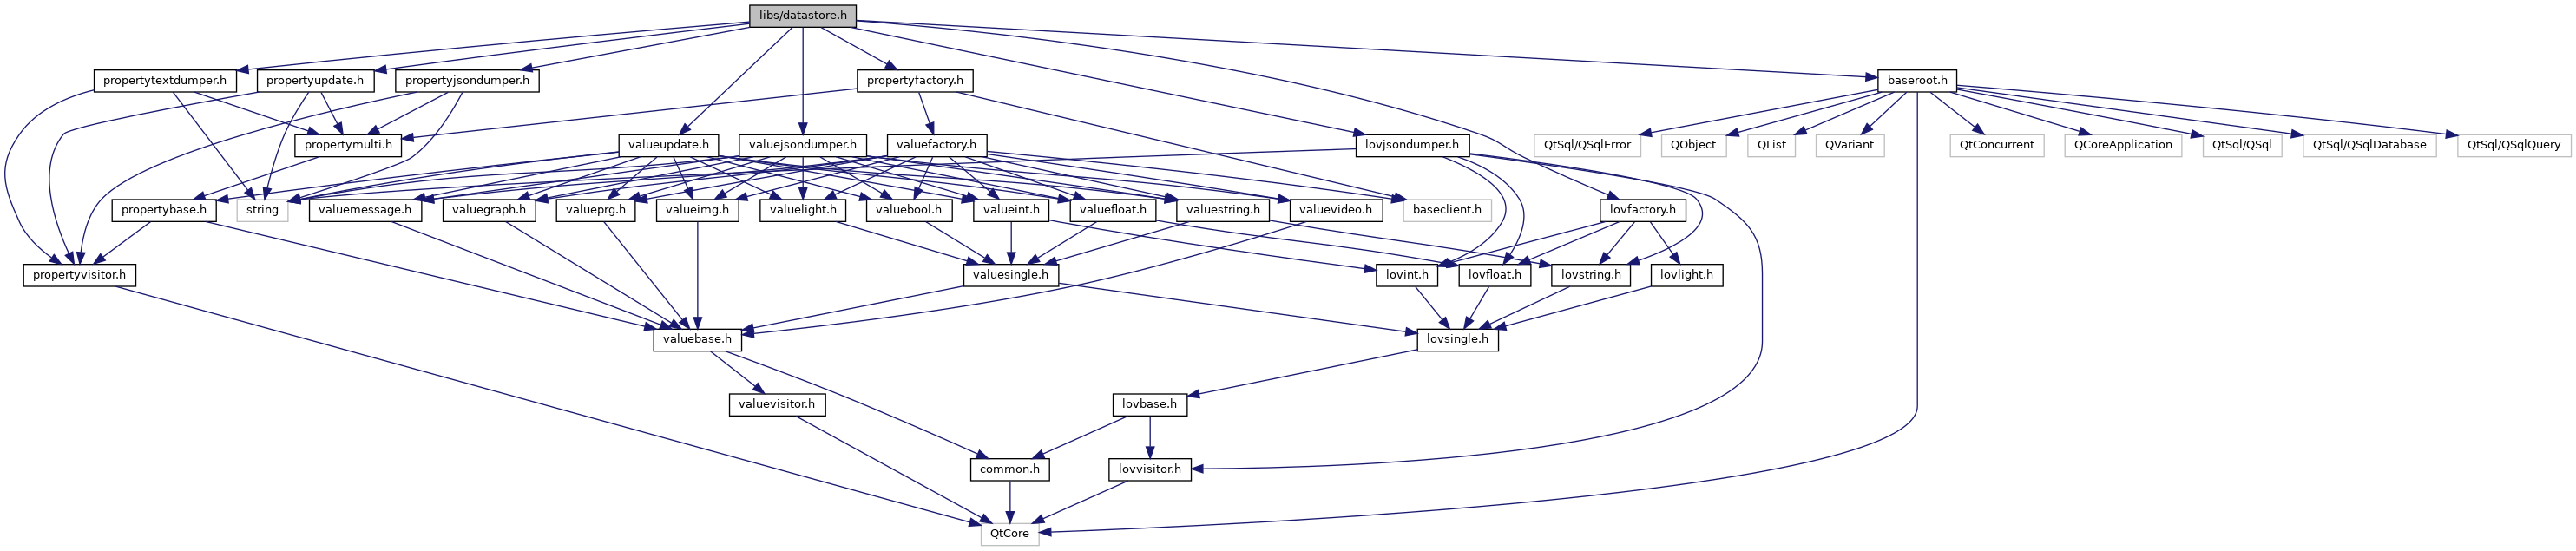 libs/datastore.h
propertytextdumper.h
propertyupdate.h
propertyjsondumper.h
propertyfactory.h
baseroot.h
propertymulti.h
valueupdate.h
valuejsondumper.h
valuefactory.h
lovjsondumper.h
QtSql/QSqlError
QObject
QList
QVariant
QtConcurrent
QCoreApplication
QtSql/QSql
QtSql/QSqlDatabase
QtSql/QSqlQuery
propertybase.h
string
valuemessage.h
valuegraph.h
valueprg.h
valueimg.h
valuelight.h
valuebool.h
valueint.h
valuefloat.h
valuestring.h
valuevideo.h
baseclient.h
lovfactory.h
propertyvisitor.h
valuesingle.h
lovint.h
lovfloat.h
lovstring.h
lovlight.h
valuebase.h
lovsingle.h
valuevisitor.h
lovbase.h
common.h
lovvisitor.h
QtCore